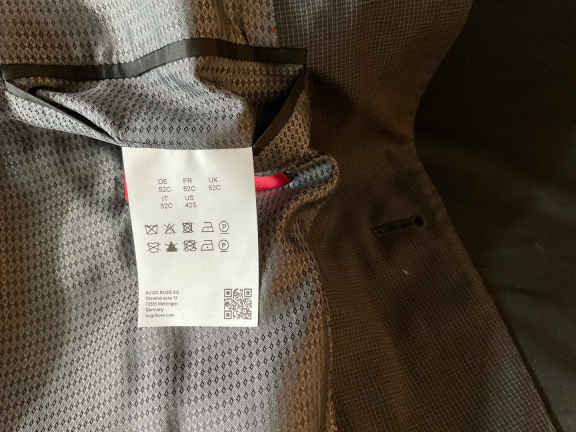 DE FR UK
52C 52C 52C
IT US
52C 42S
HUGO BOSS AG
Dieselstrasse 12
72555 Metzingen
Germany
hugoboss.com